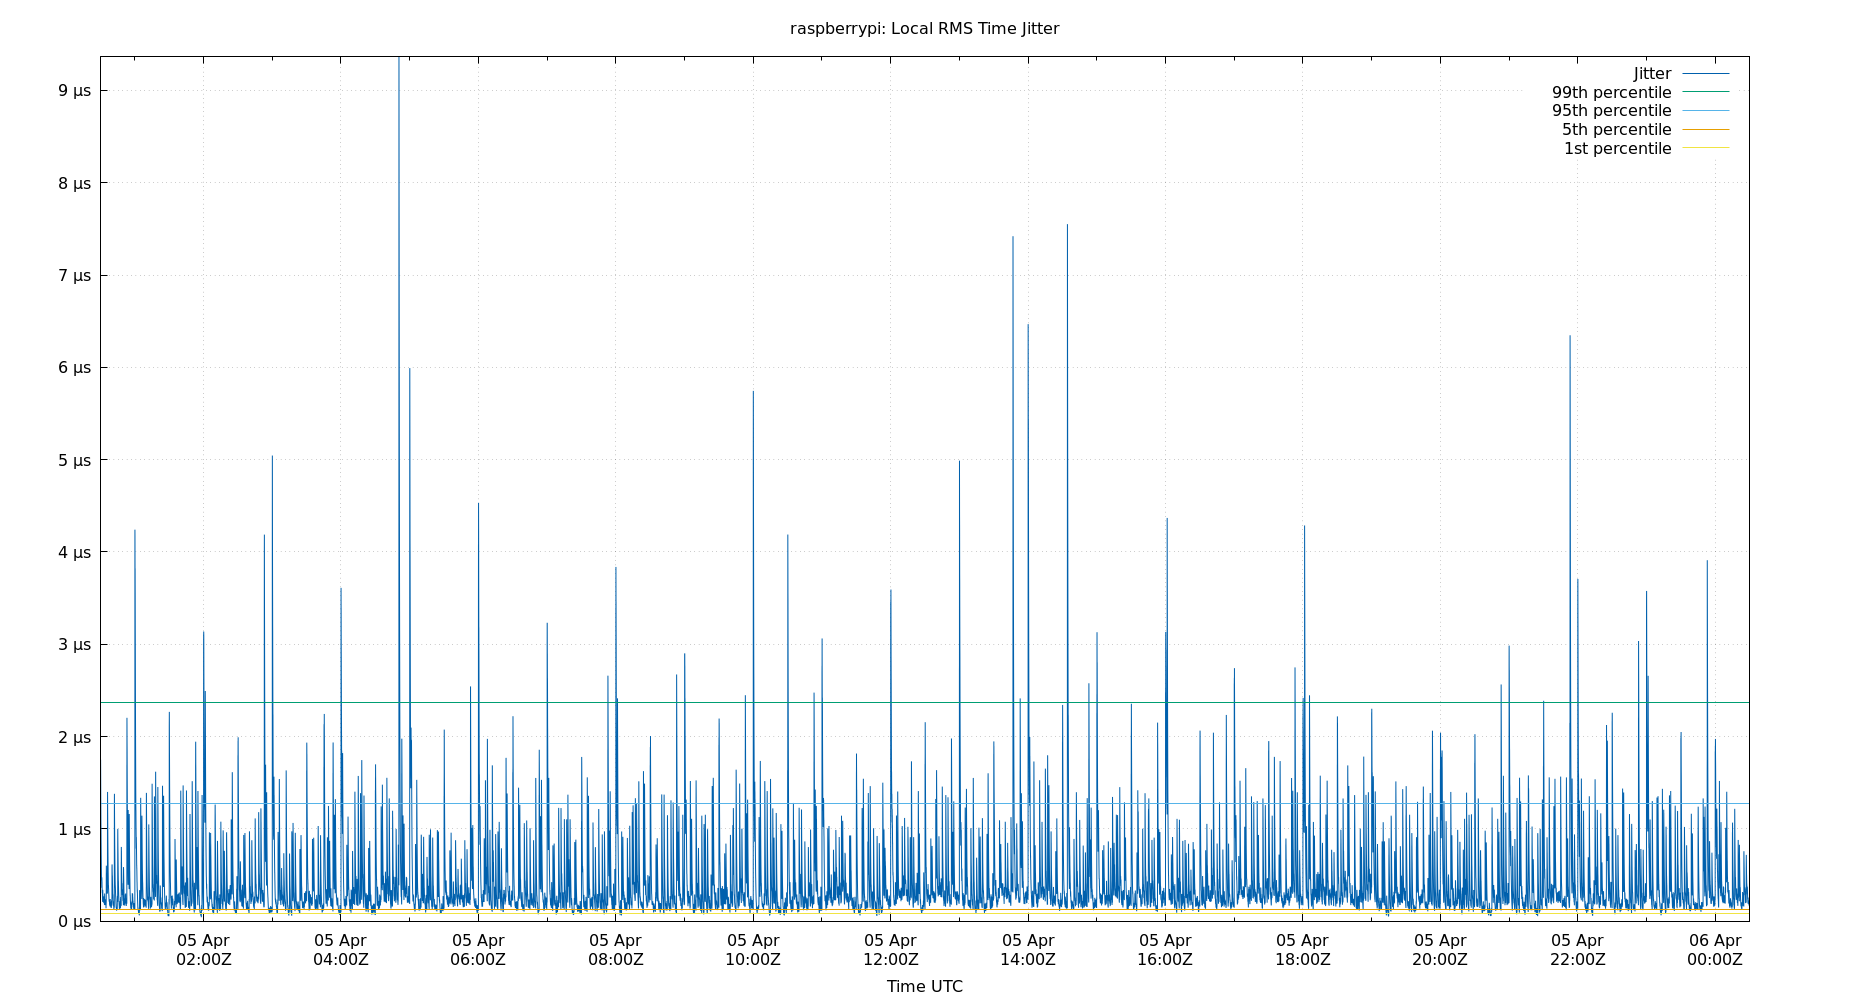 raspberrypi: Local RMS Time Jitter
Jitter
99th percentile
95th percentile
5th percentile
1st percentile
9 µs
8 µs
7 µs
6 µs
5 µs
4 µs
3 µs
2 µs
1 µs
0 µs
05 Apr 05 Apr 05 Apr 05 Apr 05 Apr 05 Apr 05 Apr 05 Apr 05 Apr 05 Apr 05 Apr 06 Apr
02:00Z 04:00Z 06:00Z 08:00Z 10:00Z 12:00Z 14:00Z 16:00Z 18:00Z 20:00Z 22:00Z 00:00Z
Time UTC